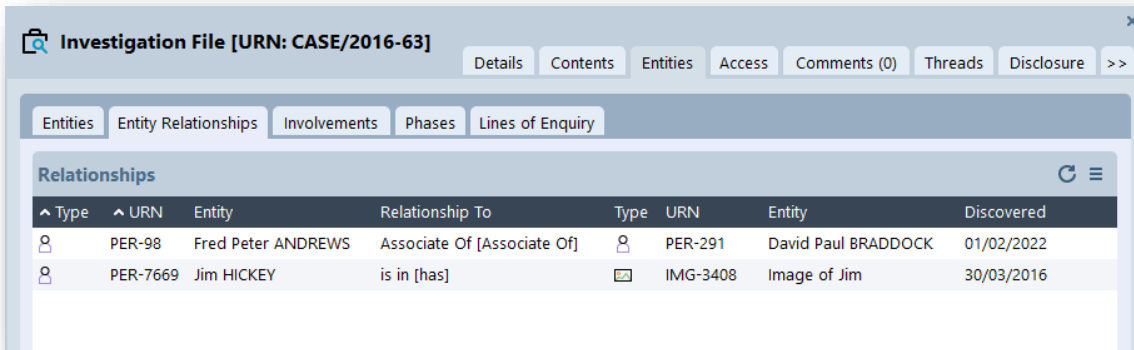 Investigation File [URN: CASE/2016-63]
Details Contents Entities Access Comments (0) Threads Disclosure >>
Entities Entity Relationships Involvements Phases Lines of Enquiry
Relationships
Type URN Entity Relationship To Type URN Entity Discovered
PER-98 Fred Peter ANDREWS Associate Of [Associate Of] PER-291 David Paul BRADDOCK 01/02/2022
PER-7669 Jim HICKEY is in [has] IMG-3408 Image of Jim 30/03/2016